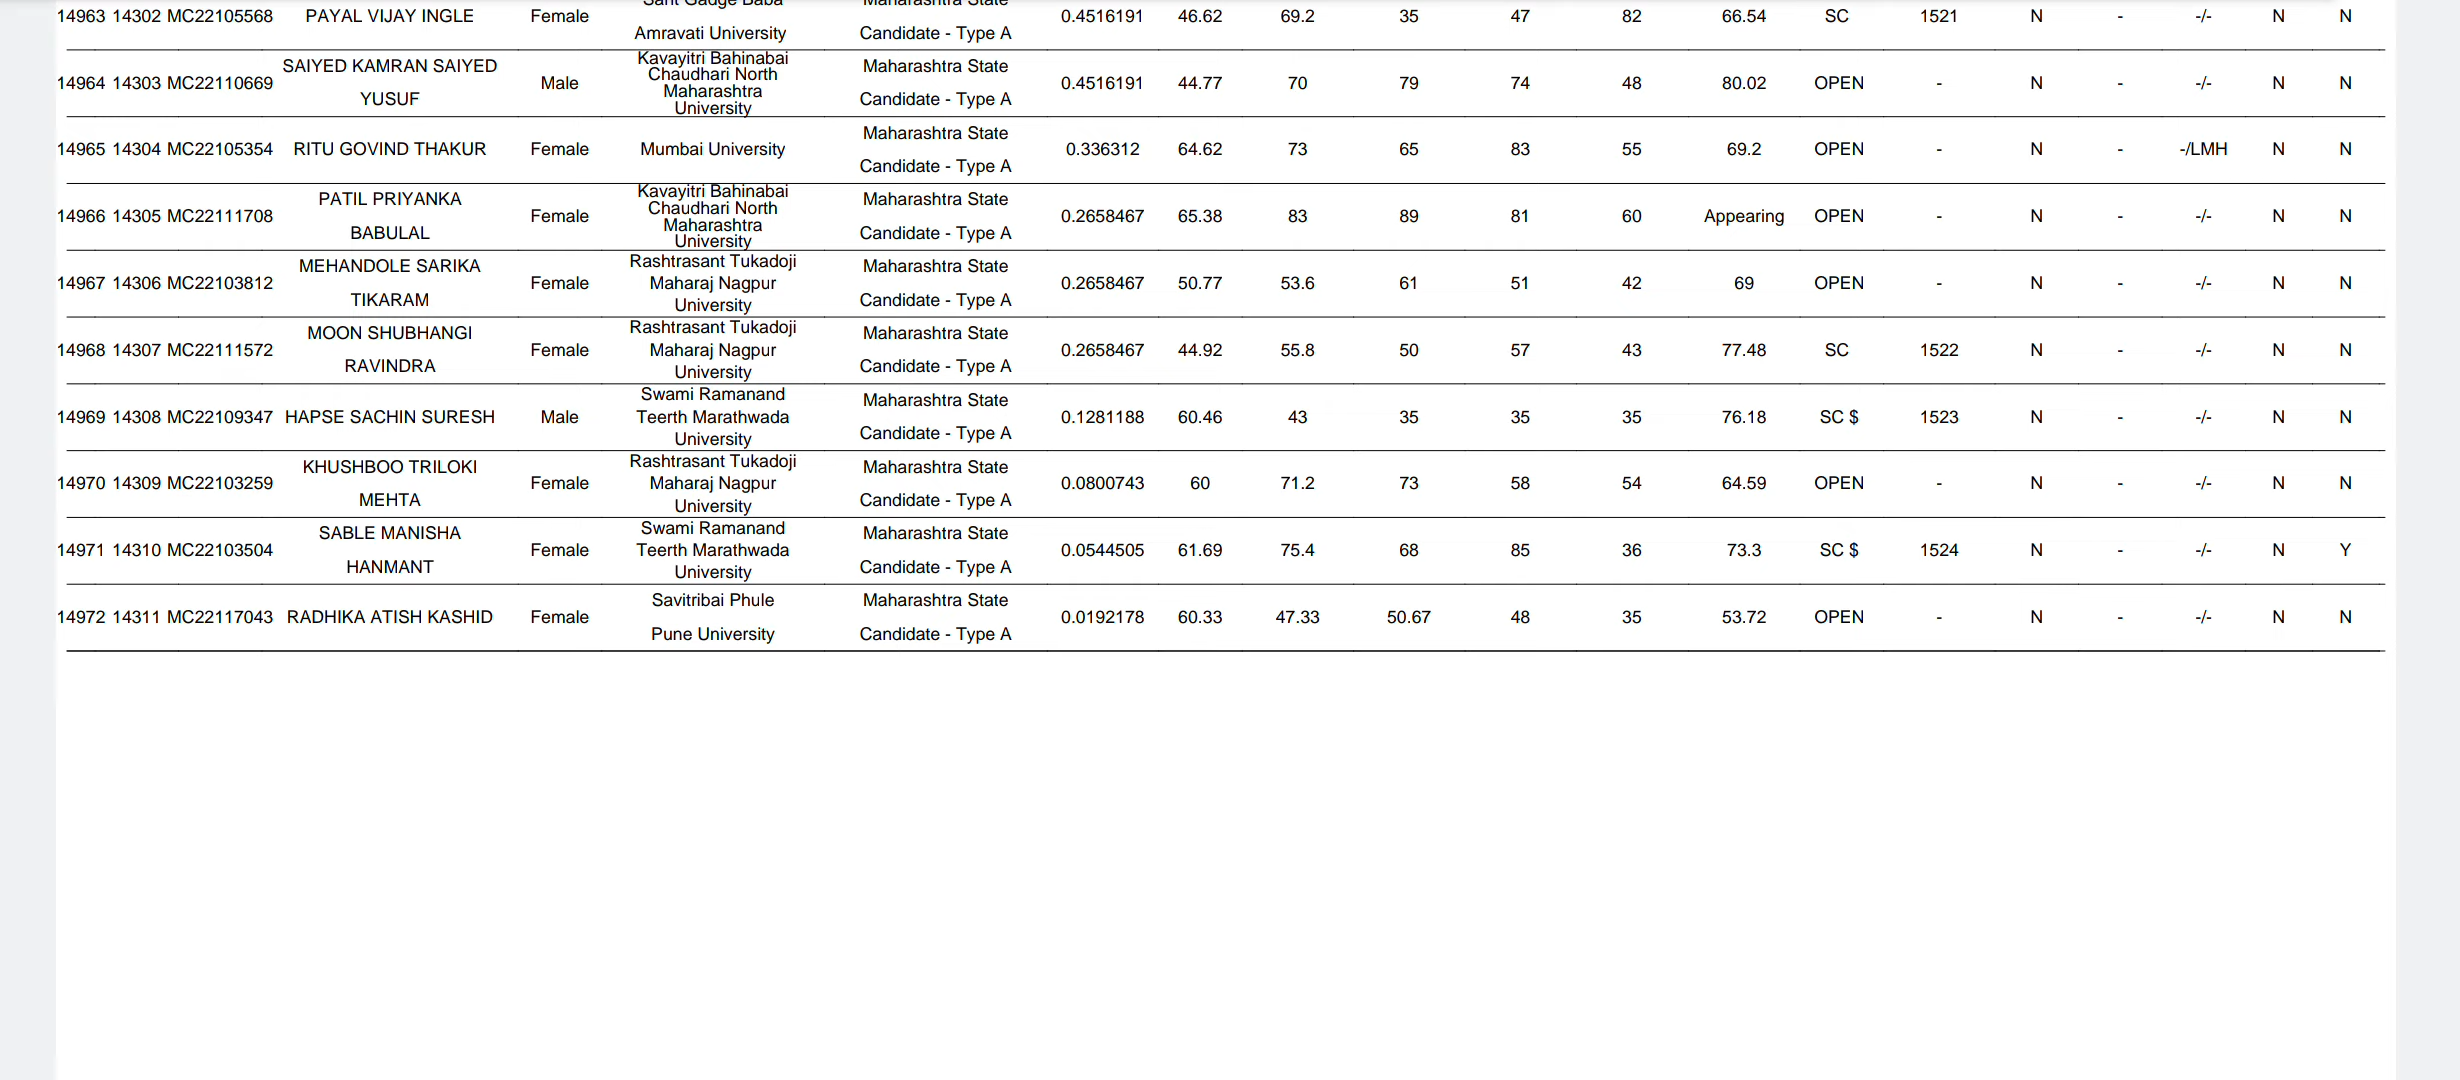 14963 14302 MC22105568 PAYAL VIJAY INGLE Female Sant Gadge Baba Amravati University Maharashtra State Candidate - Type A 0.4516191 46.62 69.2 35 47 82 66.54 SC 1521 N - -/- N N
14964 14303 MC22110669 SAIYED KAMRAN SAIYED YUSUF Male Kavayitri Bahinabai Chaudhari North Maharashtra University Maharashtra State Candidate - Type A 0.4516191 44.77 70 79 74 48 80.02 OPEN - N - -/- N N
14965 14304 MC22105354 RITU GOVIND THAKUR Female Mumbai University Maharashtra State Candidate - Type A 0.336312 64.62 73 65 83 55 69.2 OPEN - N - -/LMH N N
14966 14305 MC22111708 PATIL PRIYANKA BABULAL Female Kavayitri Bahinabai Chaudhari North Maharashtra University Maharashtra State Candidate - Type A 0.2658467 65.38 83 89 81 60 Appearing OPEN - N - -/- N N
14967 14306 MC22103812 MEHANDOLE SARIKA TIKARAM Female Rashtrasant Tukadoji Maharaj Nagpur University Maharashtra State Candidate - Type A 0.2658467 50.77 53.6 61 51 42 69 OPEN - N - -/- N N
14968 14307 MC22111572 MOON SHUBHANGI RAVINDRA Female Rashtrasant Tukadoji Maharaj Nagpur University Maharashtra State Candidate - Type A 0.2658467 44.92 55.8 50 57 43 77.48 SC 1522 N - -/- N N
14969 14308 MC22109347 HAPSE SACHIN SURESH Male Swami Ramanand Teerth Marathwada University Maharashtra State Candidate - Type A 0.1281188 60.46 43 35 35 35 76.18 SC $ 1523 N - -/- N N
14970 14309 MC22103259 KHUSHBOO TRILOKI MEHTA Female Rashtrasant Tukadoji Maharaj Nagpur University Maharashtra State Candidate - Type A 0.0800743 60 71.2 73 58 54 64.59 OPEN - N - -/- N N
14971 14310 MC22103504 SABLE MANISHA HANMANT Female Swami Ramanand Teerth Marathwada University Maharashtra State Candidate - Type A 0.0544505 61.69 75.4 68 85 36 73.3 SC $ 1524 N - -/- N Y
14972 14311 MC22117043 RADHIKA ATISH KASHID Female Savitribai Phule Pune University Maharashtra State Candidate - Type A 0.0192178 60.33 47.33 50.67 48 35 53.72 OPEN - N - -/- N N